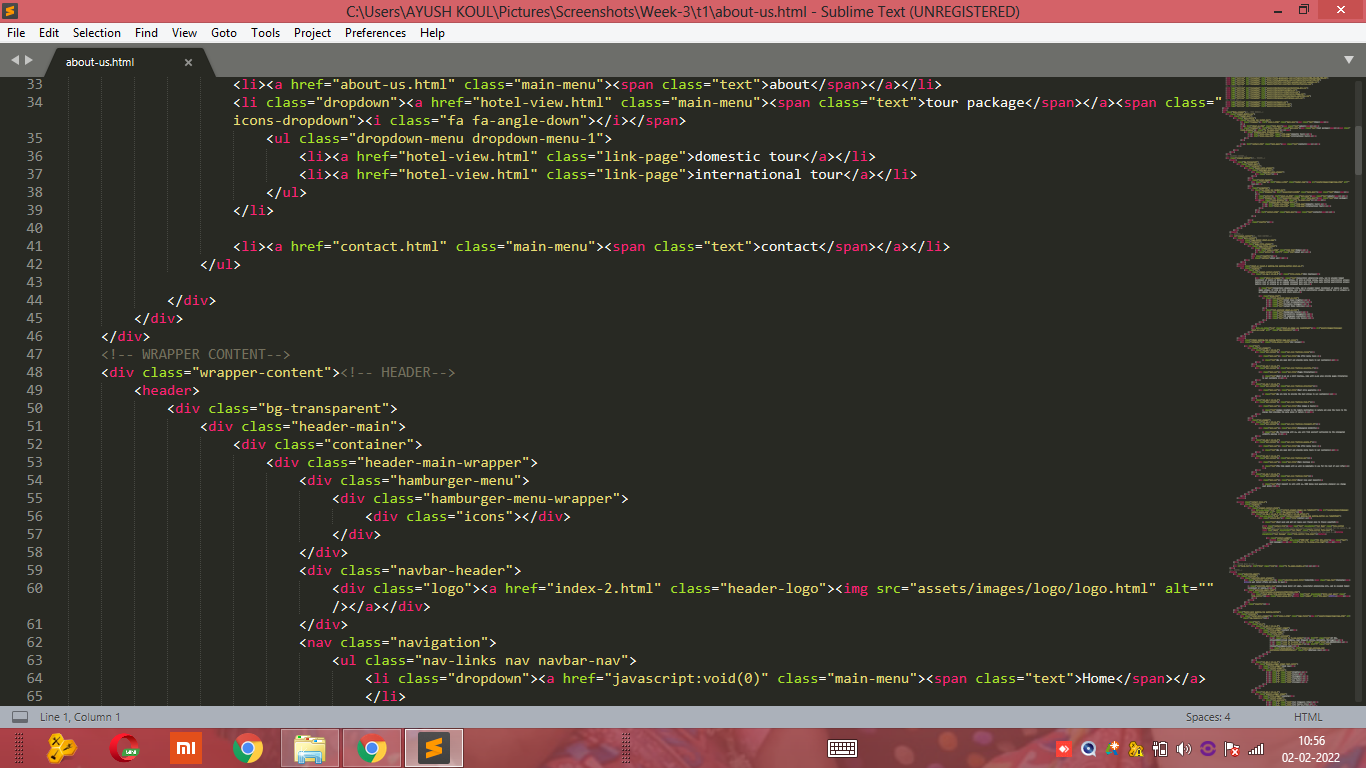 C:\Users\AYUSH KOUL\Pictures\Screenshots\Week-3\t1\about-us.html - Sublime Text (UNREGISTERED)
File Edit Selection Find View Goto Tools Project Preferences Help
about-us.html
33 <li><a href="about-us.html" class="main-menu"><span class="text">about</span></a></li>
34 <li class="dropdown"><a href="hotel-view.html" class="main-menu"><span class="text">tour package</span></a><span class="
icons-dropdown"><i class="fa fa-angle-down"></i></span>
35 <ul class="dropdown-menu dropdown-menu-1">
36 <li><a href="hotel-view.html" class="link-page">domestic tour</a></li>
37 <li><a href="hotel-view.html" class="link-page">international tour</a></li>
38 </ul>
39 </li>
40
41 <li><a href="contact.html" class="main-menu"><span class="text">contact</span></a></li>
42 </ul>
43
44 </div>
45 </div>
46 </div>
47 <!-- WRAPPER CONTENT-->
48 <div class="wrapper-content"><!-- HEADER-->
49 <header>
50 <div class="bg-transparent">
51 <div class="header-main">
52 <div class="container">
53 <div class="header-main-wrapper">
54 <div class="hamburger-menu">
55 <div class="hamburger-menu-wrapper">
56 <div class="icons"></div>
57 </div>
58 </div>
59 <div class="navbar-header">
60 <div class="logo"><a href="index-2.html" class="header-logo"><img src="assets/images/logo/logo.html" alt=""
/></a></div>
61 </div>
62 <nav class="navigation">
63 <ul class="nav-links nav navbar-nav">
64 <li class="dropdown"><a href="javascript:void(0)" class="main-menu"><span class="text">Home</span></a>
65 </li>
Line 1, Column 1 Spaces: 4 HTML
mi
10:56
02-02-2022